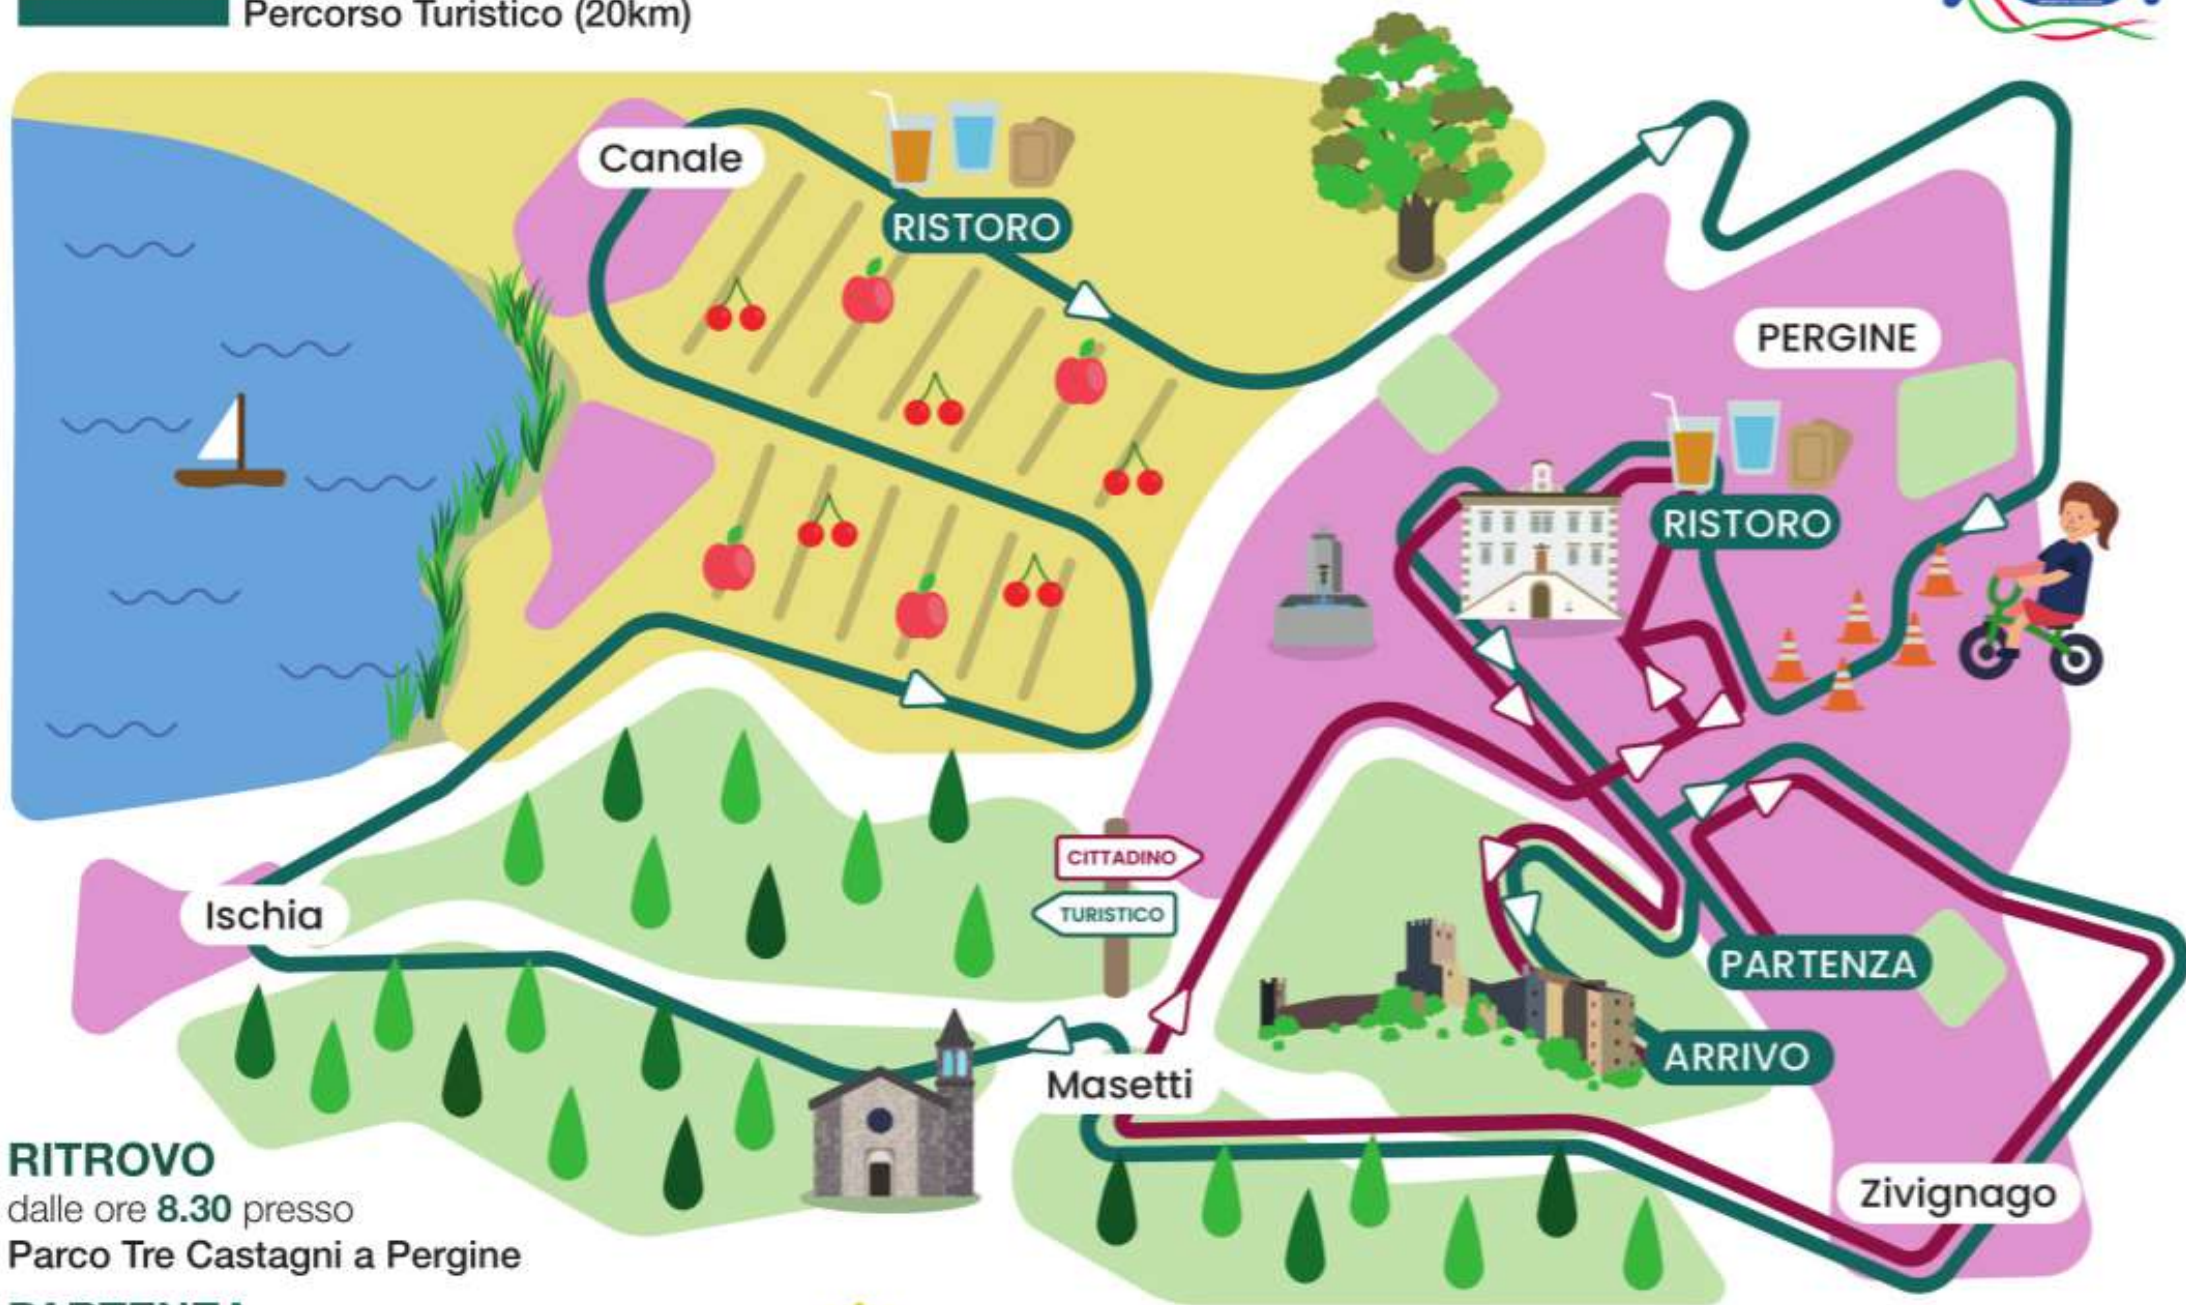 Percorso Turistico (20km)
Canale
RISTORO
PERGINE
RISTORO
CITTADINO
TURISTICO
Ischia
PARTENZA
ARRIVO
Masetti
Zivignago
RITROVO
dalle ore 8.30 presso
Parco Tre Castagni a Pergine
PARTENZA